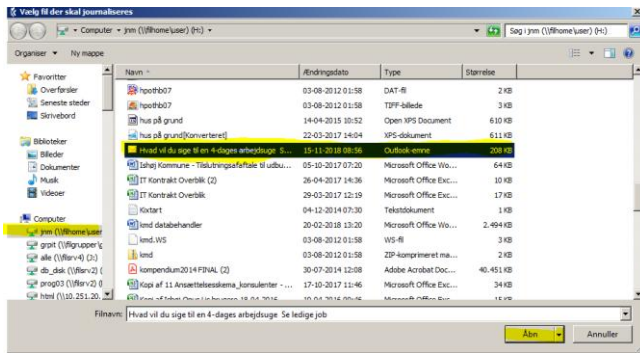 Vælg fil der skal journaliseres
Computer ▸ jnm (\\filhome\user) (H:) ▸
Søg i jnm (\\filhome\user) (H:)
Organiser ▾ Ny mappe
Favoritter
Overførsler
Seneste steder
Skrivebord
Biblioteker
Billeder
Dokumenter
Musik
Videoer
Computer
jnm (\\filhome\user
grpit (\\filgrupper\g
alle (\\filsrv4) (J:)
db_disk (\\filsrv2) (
prog03 (\\filsrv2) (
html (\\10.251.20.
Navn Ændringsdato Type Størrelse
hpothb07 03-08-2012 01:58 DAT-fil 2 KB
hpothb07 03-08-2012 01:58 TIFF-billede 3 KB
hus på grund 14-04-2015 10:52 Open XPS Document 610 KB
hus på grund[Konverteret] 22-03-2017 14:04 XPS-dokument 611 KB
Hvad vil du sige til en 4-dages arbejdsuge S... 15-11-2018 08:56 Outlook-emne 208 KB
Ishøj Kommune - Tilslutningsaftale til udbu... 05-10-2017 07:20 Microsoft Office Wo... 64 KB
IT Kontrakt Overblik (2) 26-04-2017 14:36 Microsoft Office Exc... 10 KB
IT Kontrakt Overblik 29-03-2017 12:19 Microsoft Office Exc... 17 KB
Kixtart 04-12-2014 07:30 Tekstdokument 1 KB
kmd databehandler 20-02-2018 13:20 Microsoft Office Wo... 2.494 KB
kmd.WS 03-08-2012 01:58 WS-fil 3 KB
kmd 03-08-2012 01:58 ZIP-komprimeret ma... 2 KB
kompendium2014 FINAL (2) 30-07-2014 12:08 Adobe Acrobat Doc... 40.451 KB
Kopi af 11 Ansættelsesskema_konsulenter - ... 17-10-2017 11:46 Microsoft Office Exc... 34 KB
Filnavn: Hvad vil du sige til en 4-dages arbejdsuge Se ledige job
Åbn Annuller